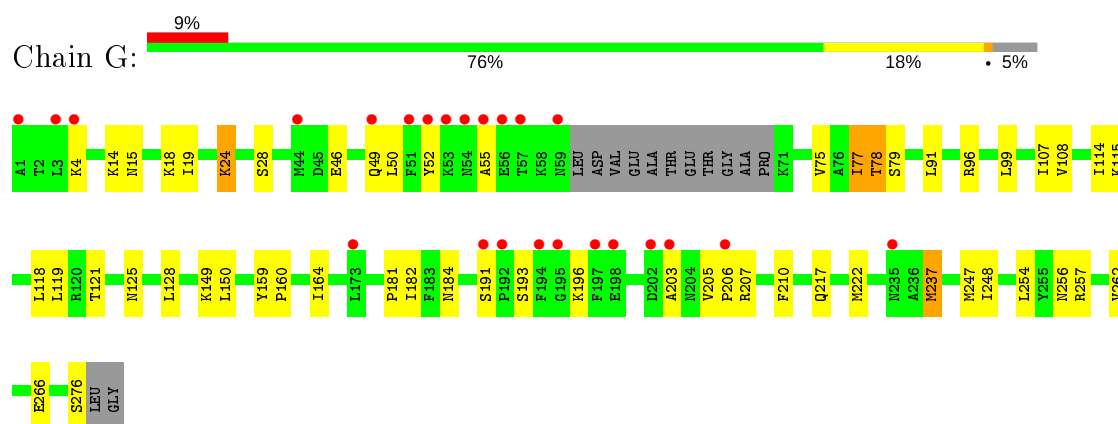 9%
Chain G:
76% 18% • 5%
A1 T2 L3 K4 K14 N15 K18 I19 K24 S28 M44 D45 E46 Q49 L50 F51 Y52 K53 N54 A55 E56 T57 K58 N59 LEU ASP VAL GLU ALA THR GLU THR GLY ALA PRO K71 V75 A76 I77 T78 S79 L91 R96 L99 I107 V108 I114 K115
L118 L119 R120 T121 N125 L128 K149 L150 Y159 P160 I164 L173 P181 I182 F183 N184 S191 P192 S193 F194 G195 K196 F197 E198 D202 A203 N204 V205 P206 R207 F210 Q217 M222 N235 A236 M237 M247 I248 L254 Y255 N256 R257
E266 S276 LEU GLY